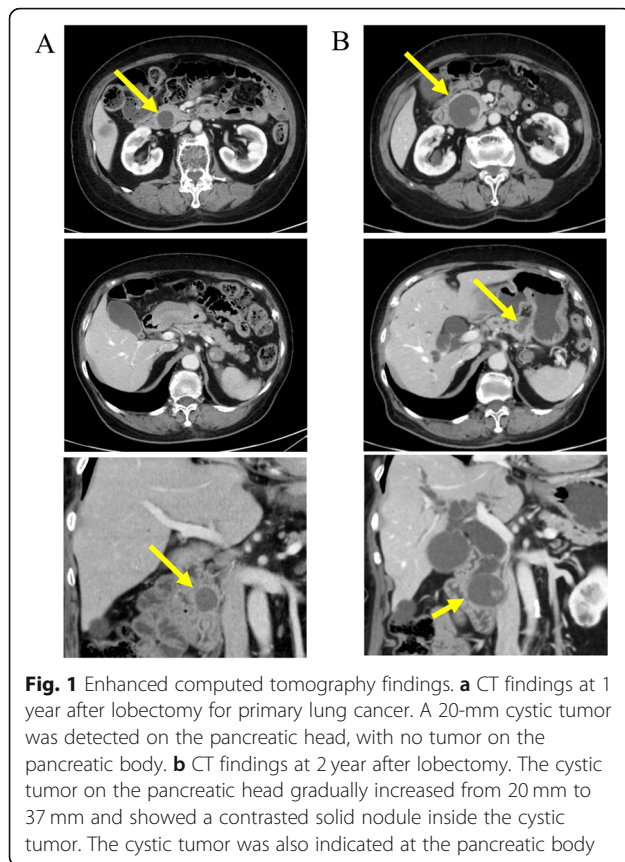 A
B
Fig. 1 Enhanced computed tomography findings. a CT findings at 1
year after lobectomy for primary lung cancer. A 20-mm cystic tumor
was detected on the pancreatic head, with no tumor on the
pancreatic body. b CT findings at 2 year after lobectomy. The cystic
tumor on the pancreatic head gradually increased from 20 mm to
37 mm and showed a contrasted solid nodule inside the cystic
tumor. The cystic tumor was also indicated at the pancreatic body